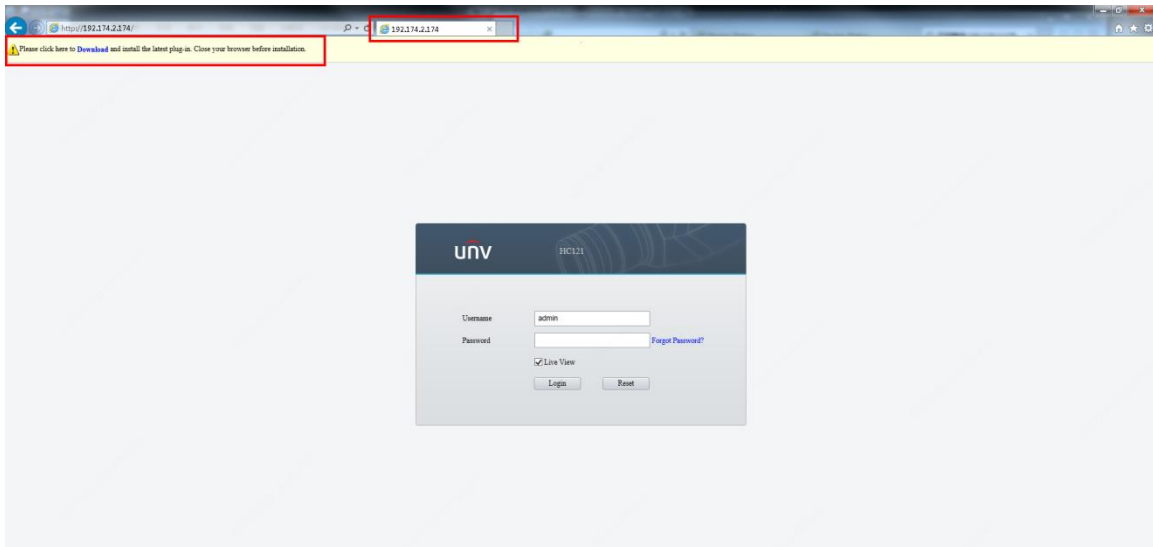 http://192.174.2.174/
192.174.2.174
Please click here to Download and install the latest plug-in. Close your browser before installation.
unv
HC121
Username
admin
Password
Forgot Password?
Live View
Login
Reset